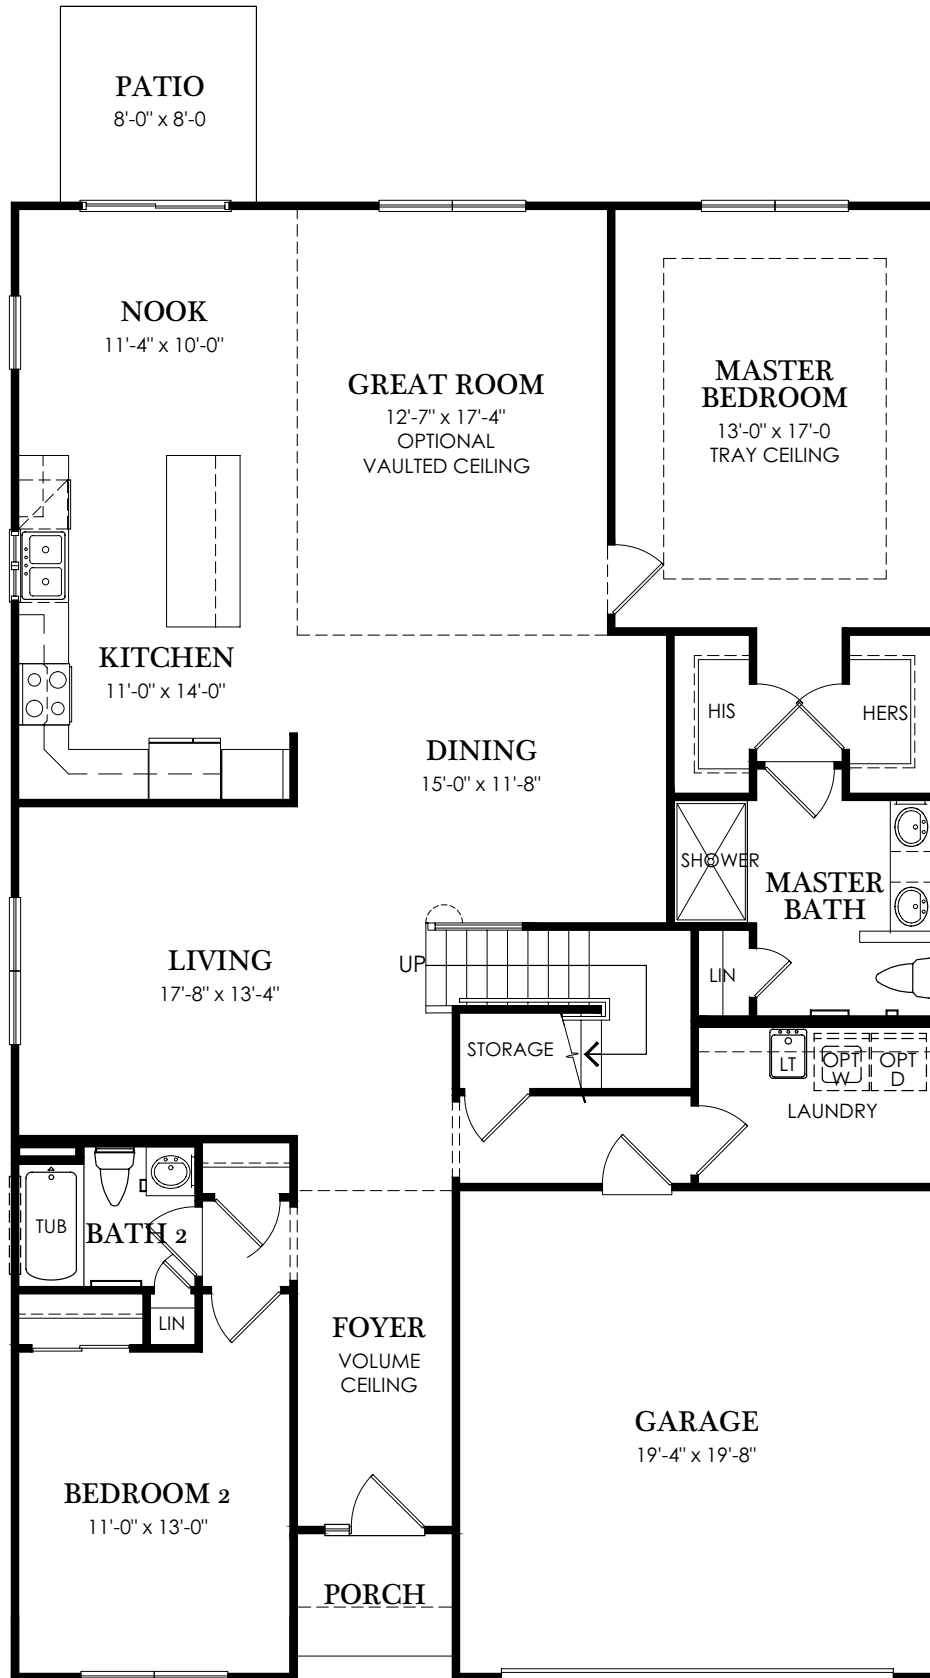 PATIO
8'-0" x 8'-0
NOOK
11'-4" x 10'-0"
GREAT ROOM
12'-7" x 17'-4"
OPTIONAL
VAULTED CEILING
MASTER
BEDROOM
13'-0" x 17'-0
TRAY CEILING
KITCHEN
11'-0" x 14'-0"
HIS
HERS
DINING
15'-0" x 11'-8"
SHOWER
MASTER
BATH
LIVING
17'-8" x 13'-4"
UP
LIN
STORAGE
LT
OPT
W
OPT
D
LAUNDRY
TUB
BATH 2
LIN
FOYER
VOLUME
CEILING
GARAGE
19'-4" x 19'-8"
BEDROOM 2
11'-0" x 13'-0"
PORCH